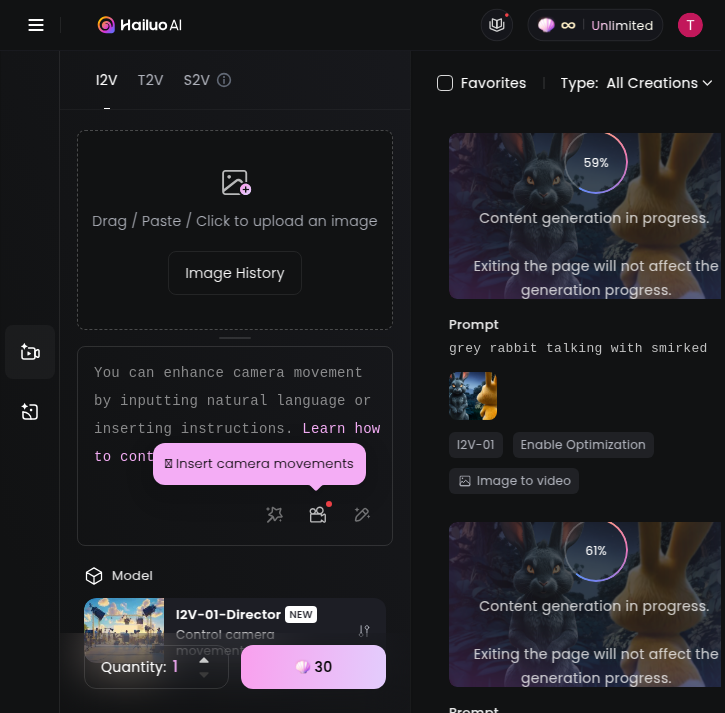 Hailuo AI
∞ Unlimited
T
I2V T2V S2V
Drag / Paste / Click to upload an image
Image History
You can enhance camera movement
by inputting natural language or
inserting instructions. Learn how
to cont
Insert camera movements
Model
I2V-01-Director NEW
Control camera
movement
Quantity: 1
30
Favorites Type: All Creations
59%
Content generation in progress.
Exiting the page will not affect the
generation progress.
Prompt
grey rabbit talking with smirked
I2V-01 Enable Optimization
Image to video
61%
Content generation in progress.
Exiting the page will not affect the
generation progress.
Prompt